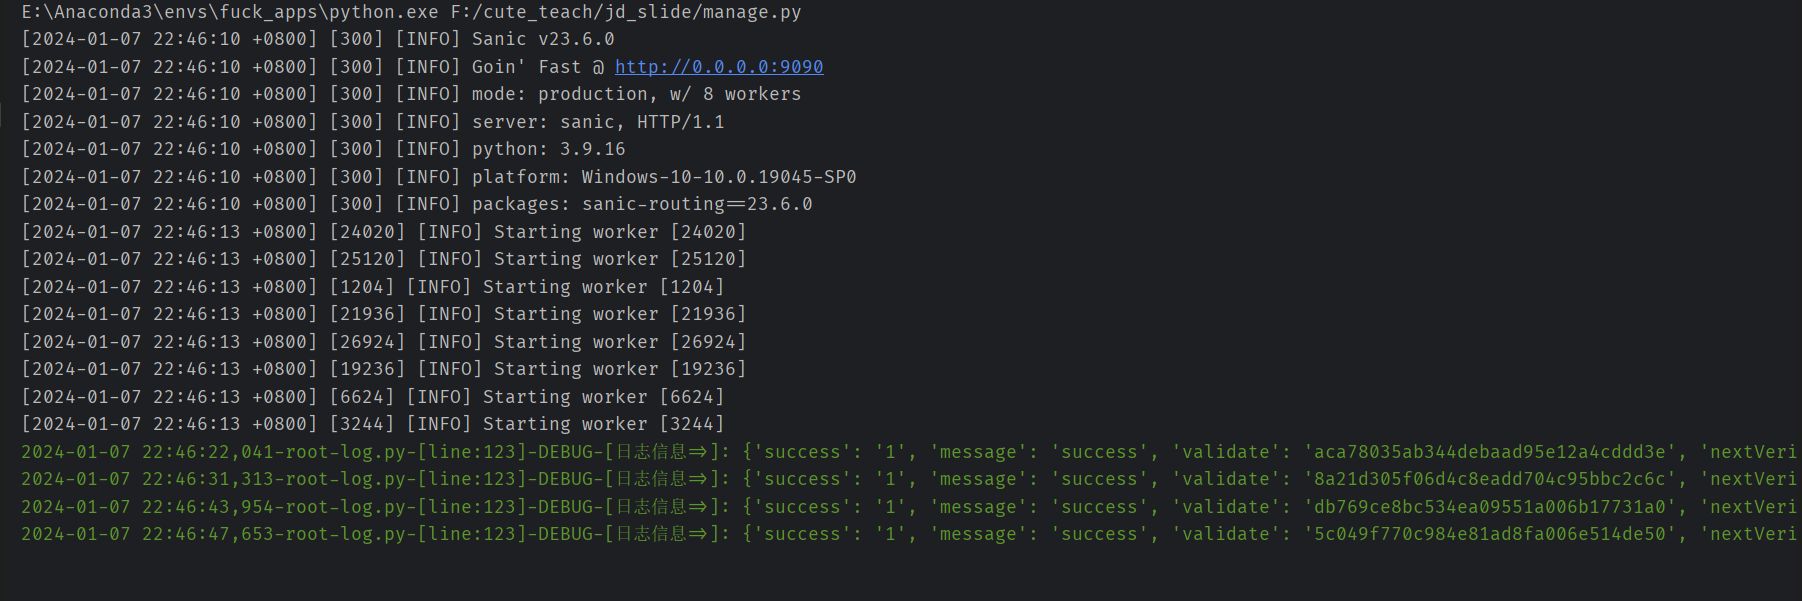 E:\Anaconda3\envs\fuck_apps\python.exe F:/cute_teach/jd_slide/manage.py
[2024-01-07 22:46:10 +0800] [300] [INFO] Sanic v23.6.0
[2024-01-07 22:46:10 +0800] [300] [INFO] Goin' Fast @ http://0.0.0.0:9090
[2024-01-07 22:46:10 +0800] [300] [INFO] mode: production, w/ 8 workers
[2024-01-07 22:46:10 +0800] [300] [INFO] server: sanic, HTTP/1.1
[2024-01-07 22:46:10 +0800] [300] [INFO] python: 3.9.16
[2024-01-07 22:46:10 +0800] [300] [INFO] platform: Windows-10-10.0.19045-SP0
[2024-01-07 22:46:10 +0800] [300] [INFO] packages: sanic-routing==23.6.0
[2024-01-07 22:46:13 +0800] [24020] [INFO] Starting worker [24020]
[2024-01-07 22:46:13 +0800] [25120] [INFO] Starting worker [25120]
[2024-01-07 22:46:13 +0800] [1204] [INFO] Starting worker [1204]
[2024-01-07 22:46:13 +0800] [21936] [INFO] Starting worker [21936]
[2024-01-07 22:46:13 +0800] [26924] [INFO] Starting worker [26924]
[2024-01-07 22:46:13 +0800] [19236] [INFO] Starting worker [19236]
[2024-01-07 22:46:13 +0800] [6624] [INFO] Starting worker [6624]
[2024-01-07 22:46:13 +0800] [3244] [INFO] Starting worker [3244]
2024-01-07 22:46:22,041-root-log.py-[line:123]-DEBUG-[日志信息=>]: {'success': '1', 'message': 'success', 'validate': 'aca78035ab344debaad95e12a4cddd3e', 'nextVeri
2024-01-07 22:46:31,313-root-log.py-[line:123]-DEBUG-[日志信息=>]: {'success': '1', 'message': 'success', 'validate': '8a21d305f06d4c8eadd704c95bbc2c6c', 'nextVeri
2024-01-07 22:46:43,954-root-log.py-[line:123]-DEBUG-[日志信息=>]: {'success': '1', 'message': 'success', 'validate': 'db769ce8bc534ea09551a006b17731a0', 'nextVeri
2024-01-07 22:46:47,653-root-log.py-[line:123]-DEBUG-[日志信息=>]: {'success': '1', 'message': 'success', 'validate': '5c049f770c984e81ad8fa006e514de50', 'nextVeri